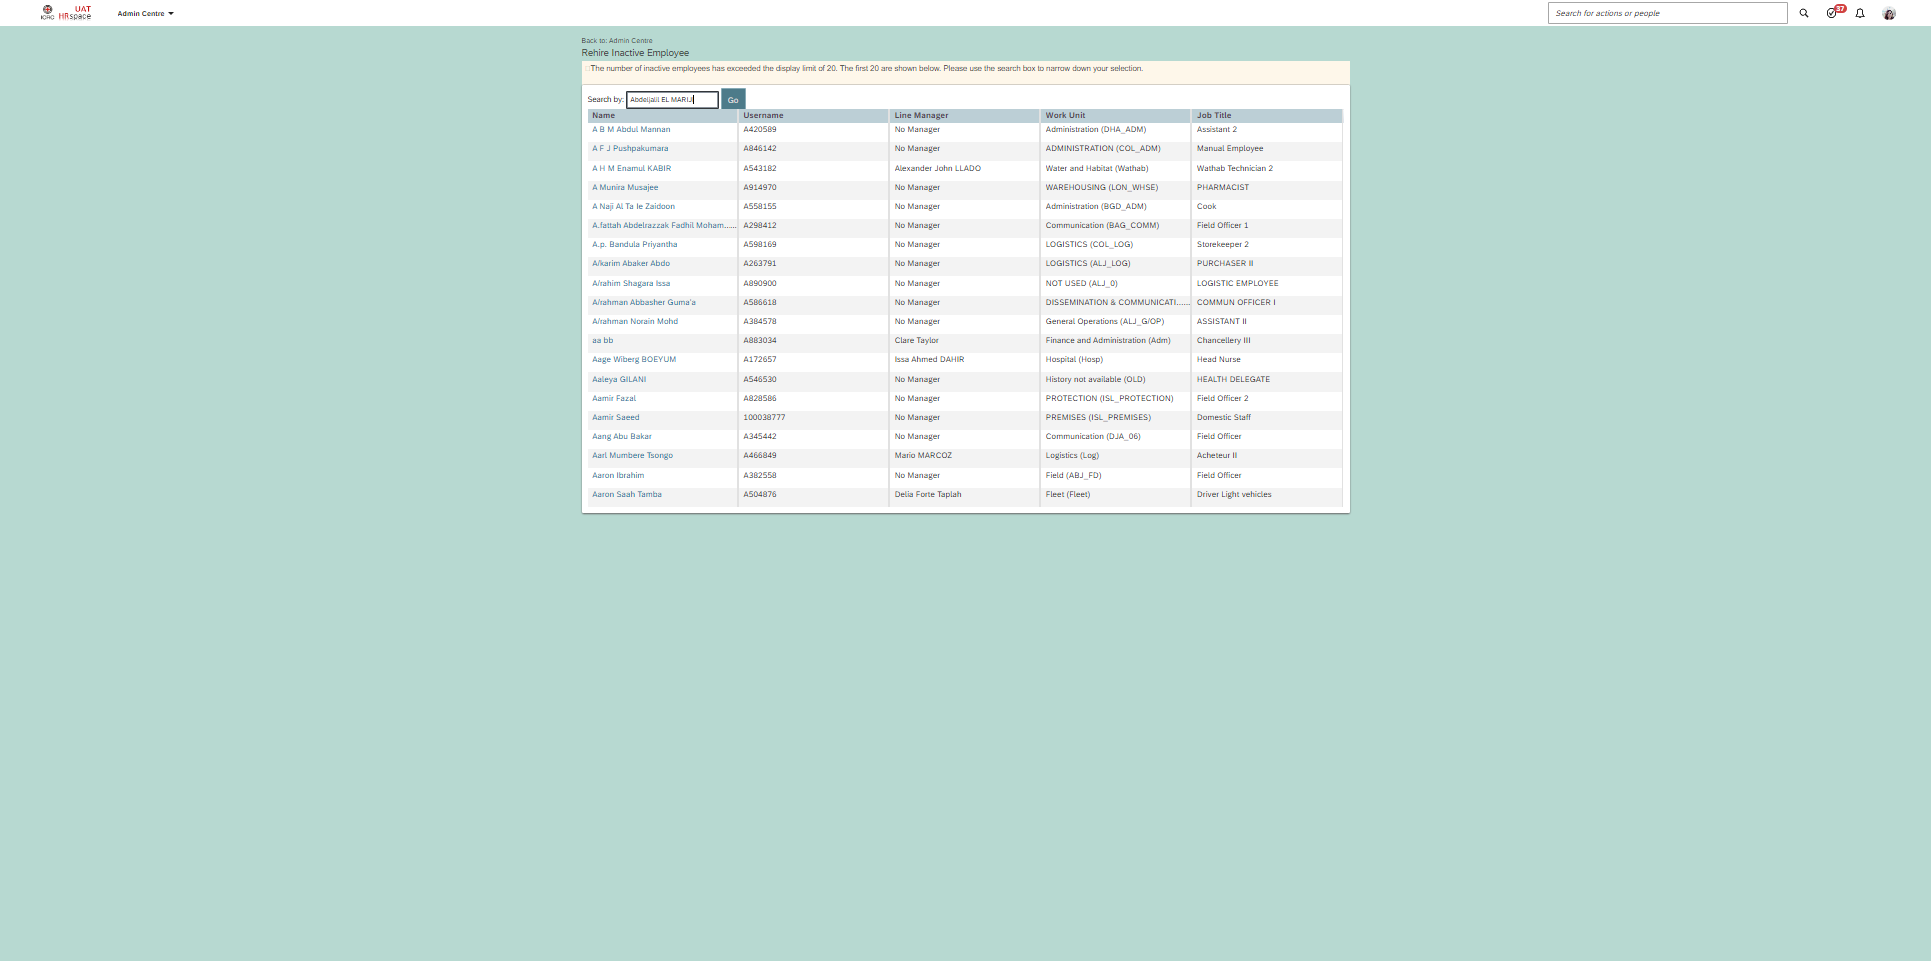 ICRC UAT HRspace Admin Centre Search for actions or people 37
Back to: Admin Centre
Rehire Inactive Employee
The number of inactive employees has exceeded the display limit of 20. The first 20 are shown below. Please use the search box to narrow down your selection.
Search by: Abdeljalil EL MARIJI Go
Name Username Line Manager Work Unit Job Title
A B M Abdul Mannan A420589 No Manager Administration (DHA_ADM) Assistant 2
A F J Pushpakumara A846142 No Manager ADMINISTRATION (COL_ADM) Manual Employee
A H M Enamul KABIR A543182 Alexander John LLADO Water and Habitat (Wathab) Wathab Technician 2
A Munira Musajee A914970 No Manager WAREHOUSING (LON_WHSE) PHARMACIST
A Naji Al Ta Ie Zaidoon A558155 No Manager Administration (BGD_ADM) Cook
A.fattah Abdelrazzak Fadhil Moham...... A298412 No Manager Communication (BAG_COMM) Field Officer 1
A.p. Bandula Priyantha A598169 No Manager LOGISTICS (COL_LOG) Storekeeper 2
A/karim Abaker Abdo A263791 No Manager LOGISTICS (ALJ_LOG) PURCHASER II
A/rahim Shagara Issa A890900 No Manager NOT USED (ALJ_0) LOGISTIC EMPLOYEE
A/rahman Abbasher Guma'a A586618 No Manager DISSEMINATION & COMMUNICATI...... COMMUN OFFICER I
A/rahman Norain Mohd A384578 No Manager General Operations (ALJ_G/OP) ASSISTANT II
aa bb A883034 Clare Taylor Finance and Administration (Adm) Chancellery III
Aage Wiberg BOEYUM A172657 Issa Ahmed DAHIR Hospital (Hosp) Head Nurse
Aaleya GILANI A546530 No Manager History not available (OLD) HEALTH DELEGATE
Aamir Fazal A828586 No Manager PROTECTION (ISL_PROTECTION) Field Officer 2
Aamir Saeed 100038777 No Manager PREMISES (ISL_PREMISES) Domestic Staff
Aang Abu Bakar A345442 No Manager Communication (DJA_06) Field Officer
Aarl Mumbere Tsongo A466849 Mario MARCOZ Logistics (Log) Acheteur II
Aaron Ibrahim A382558 No Manager Field (ABJ_FD) Field Officer
Aaron Saah Tamba A504876 Delia Forte Taplah Fleet (Fleet) Driver Light vehicles